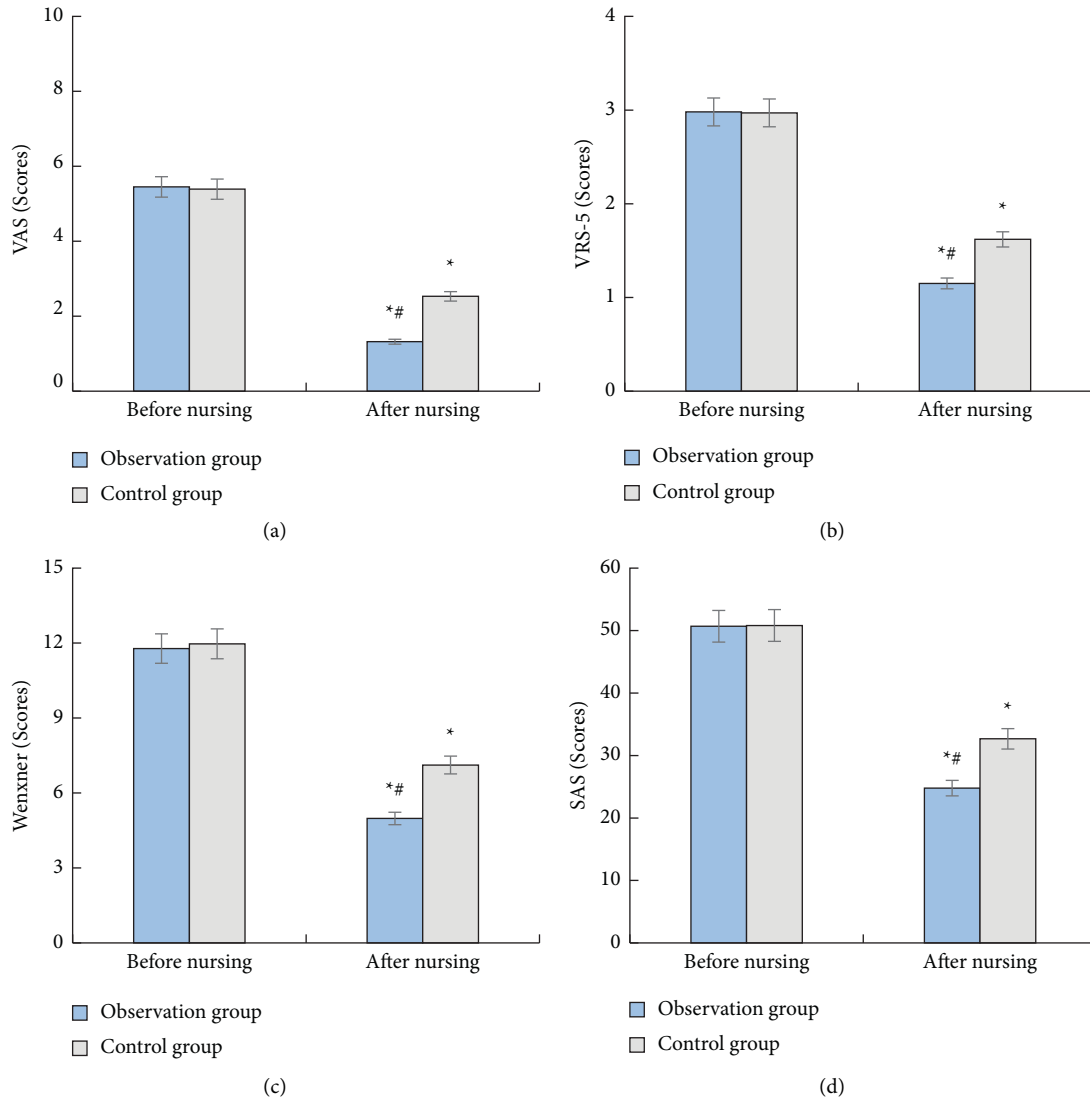 10
8
6
4
2
0
VAS (Scores)
*#
*
Before nursing
After nursing
Observation group
Control group
(a)
4
3
2
1
0
VRS-5 (Scores)
*#
*
Before nursing
After nursing
Observation group
Control group
(b)
15
12
9
6
3
0
Wenxner (Scores)
*#
*
Before nursing
After nursing
Observation group
Control group
(c)
60
50
40
30
20
10
0
SAS (Scores)
*#
*
Before nursing
After nursing
Observation group
Control group
(d)